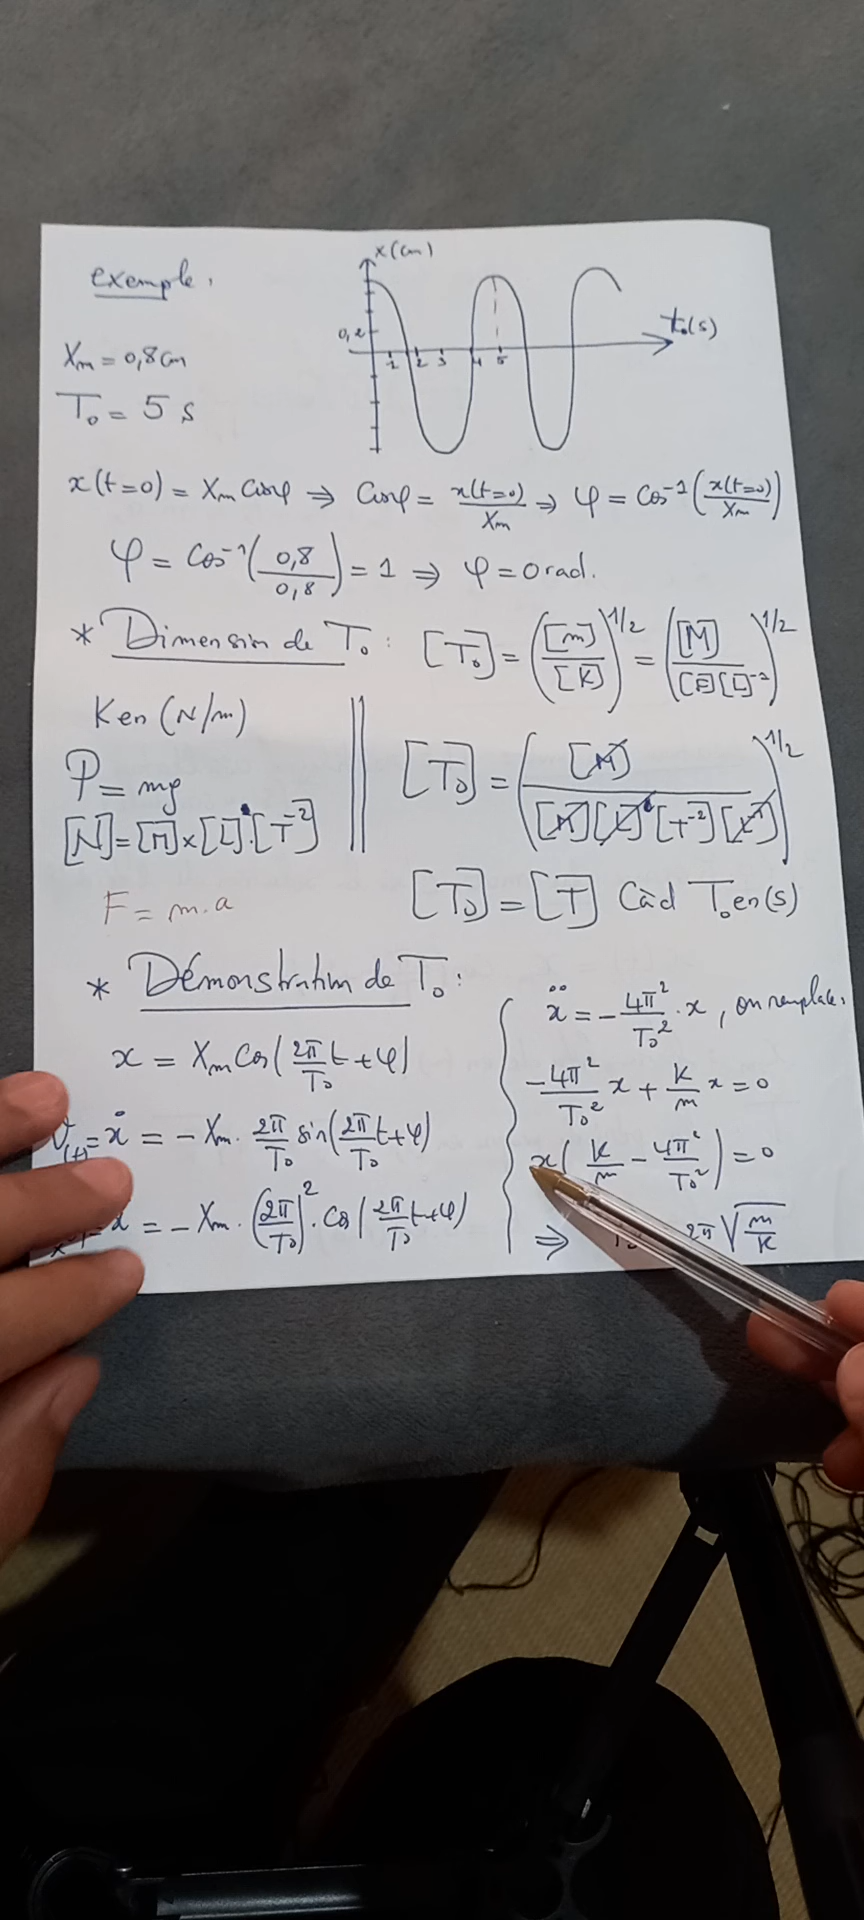 exemple.
x(cm)
0,2
1 2 3 4 5
t(s)
Xm = 0,8 cm
T₀ = 5 s
x(t=0) = Xm Cosφ ⇒ Cosφ = x(t=0)/Xm ⇒ φ = Cos⁻¹(x(t=0)/Xm)
φ = Cos⁻¹(0,8/0,8) = 1 ⇒ φ = 0 rad.
* Dimension de T₀ : [T₀] = ([m]/[K])^1/2 = ([M]/[F][L]⁻²)^1/2
K en (N/m)
P = mg
[N] = [M] × [L]·[T⁻²]
F = m.a
[T₀] = ([M]/[M][L][T⁻²][L⁻¹])^1/2
[T₀] = [T] Càd T₀ en (s)
* Démonstration de T₀ :
x = Xm Cos(2π/T₀ t + φ)
V(t) = ẋ = - Xm. 2π/T₀ sin(2π/T₀ t + φ)
= - Xm . (2π/T₀)² . Cos(2π/T₀ t + φ)
ẍ = - 4π²/T₀² . x , on remplace.
- 4π²/T₀² x + K/m x = 0
x( K/m - 4π²/T₀² ) = 0
⇒ 2π √(m/K)